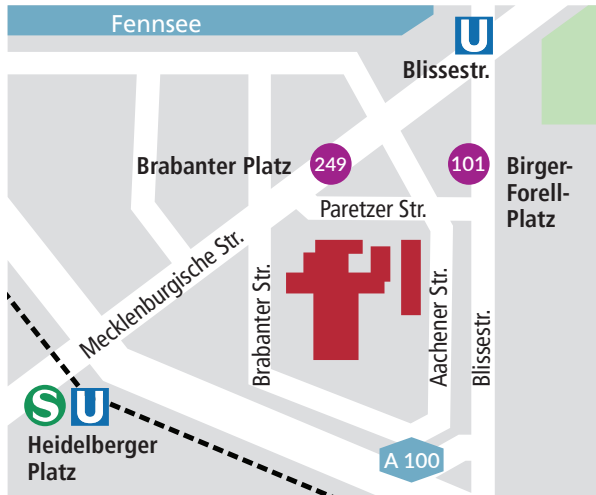 Fennsee
U
Blissestr.
Brabanter Platz
249
101
Birger-
Forell-
Platz
Paretzer Str.
Mecklenburgische Str.
Brabanter Str.
Aachener Str.
Blissestr.
S
U
Heidelberger
Platz
A 100